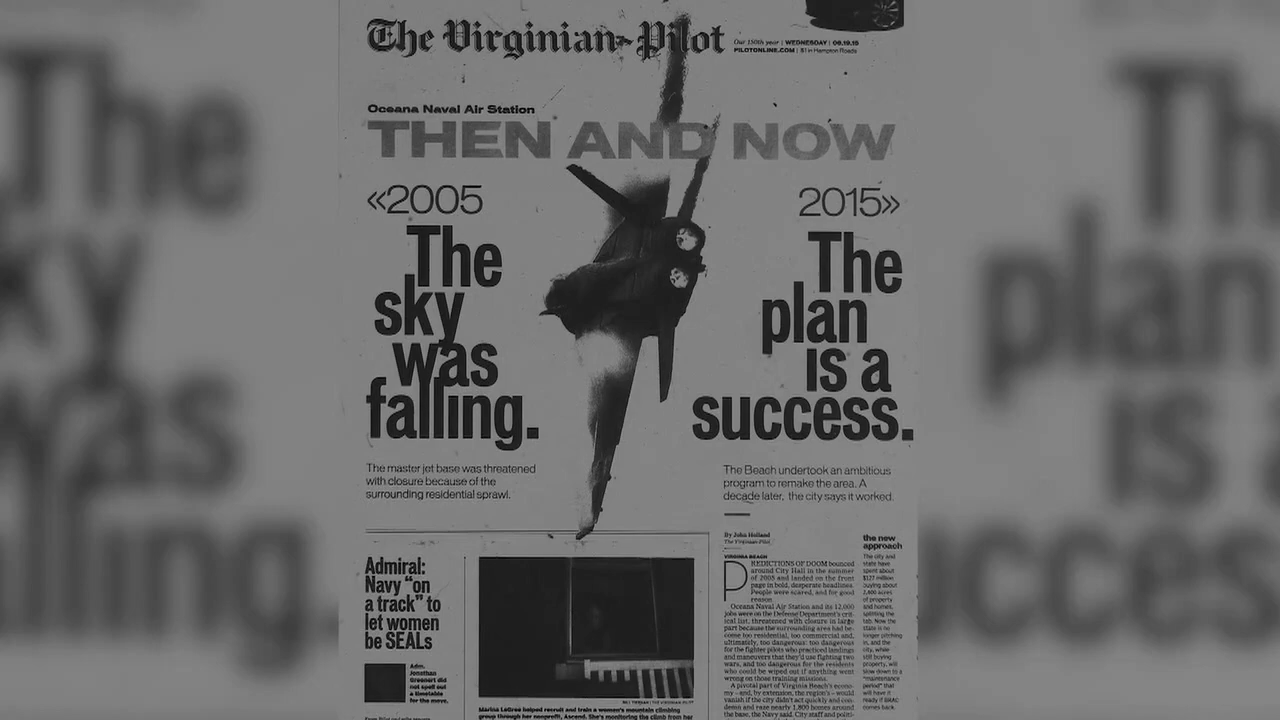 The Virginian-Pilot
Our 150th year | WEDNESDAY | 08.19.15
PILOTONLINE.COM | $1 in Hampton Roads
Oceana Naval Air Station
THEN AND NOW
«2005
The
sky
was
falling.
The master jet base was threatened
with closure because of the
surrounding residential sprawl.
2015»
The
plan
is a
success.
The Beach undertook an ambitious
program to remake the area. A
decade later, the city says it worked.
Admiral:
Navy “on
a track” to
let women
be SEALs
Adm.
Jonathan
Greenert did
not spell out
a timetable
for the move.
Marina LeGree helped recruit and train a women's mountain climbing
group through her nonprofit, Ascend. She's monitoring the climb from her
By John Holland
The Virginian-Pilot
VIRGINIA BEACH
PREDICTIONS OF DOOM bounced
around City Hall in the summer
of 2005 and landed on the front
page in bold, desperate headlines.
People were scared, and for good
reason.
Oceana Naval Air Station and its 12,000
jobs were on the Defense Department's crit-
ical list, threatened with closure in large
part because the surrounding area had be-
come too residential, too commercial and,
ultimately, too dangerous: too dangerous
for the fighter pilots who practiced landings
and maneuvers that they'd use fighting two
wars, and too dangerous for the residents
who could be wiped out if anything went
wrong on those training missions.
A pivotal part of Virginia Beach's econo-
my – and, by extension, the region's – would
vanish if the city didn't act quickly and con-
demn and raze nearly 1,800 homes around
the base, the Navy said. City staff and
the new
approach
The city and
state have
spent about
$127 million
buying about
acres
of property
and homes,
splitting the
tab. Now the
state is no
longer pitching
in, and the
city, while
still buying
property, will
slow down to a
“maintenance
period” that
will have it
ready if BRAC
comes back.